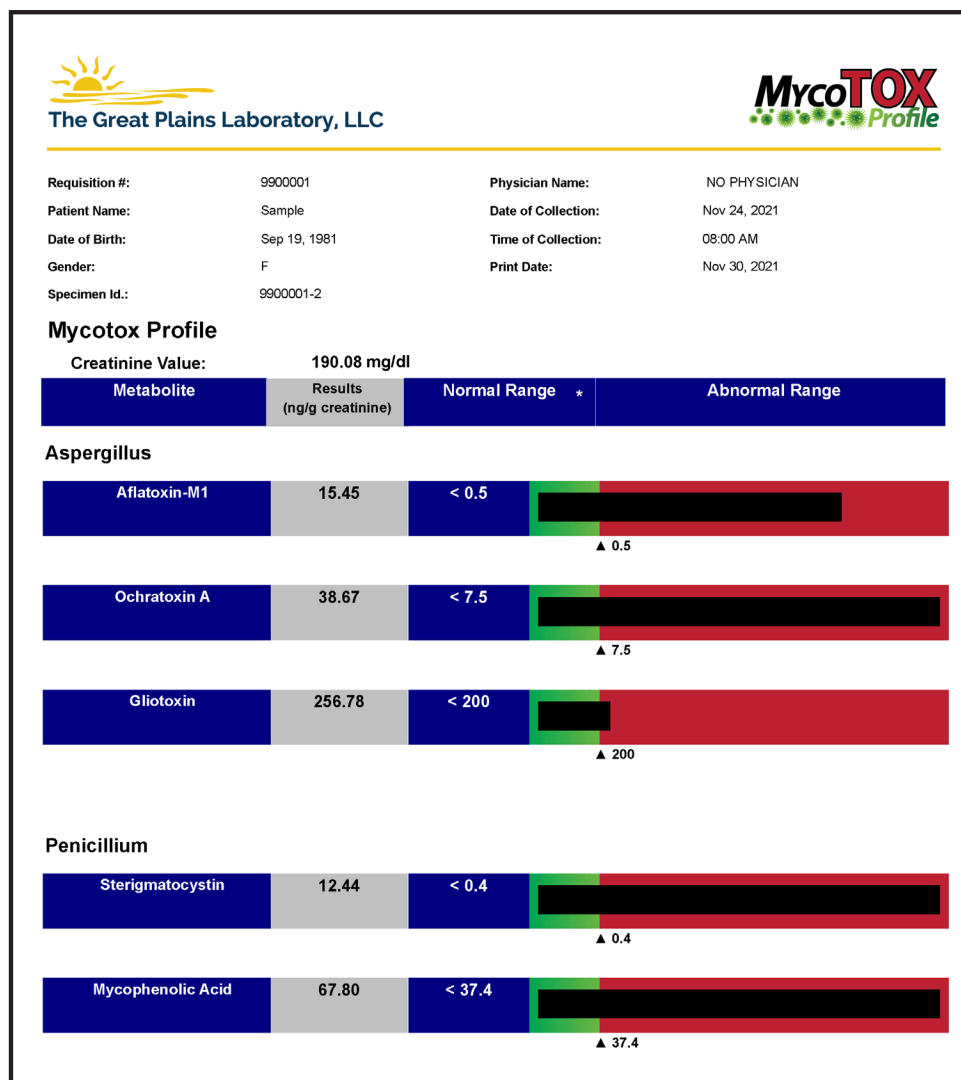 The Great Plains Laboratory, LLC
MycoTOX
Profile
Requisition #: 9900001 Physician Name: NO PHYSICIAN
Patient Name: Sample Date of Collection: Nov 24, 2021
Date of Birth: Sep 19, 1981 Time of Collection: 08:00 AM
Gender: F Print Date: Nov 30, 2021
Specimen Id.: 9900001-2
Mycotox Profile
Creatinine Value: 190.08 mg/dl
Metabolite Results Normal Range * Abnormal Range
(ng/g creatinine)
Aspergillus
Aflatoxin-M1 15.45 < 0.5
▲ 0.5
Ochratoxin A 38.67 < 7.5
▲ 7.5
Gliotoxin 256.78 < 200
▲ 200
Penicillium
Sterigmatocystin 12.44 < 0.4
▲ 0.4
Mycophenolic Acid 67.80 < 37.4
▲ 37.4